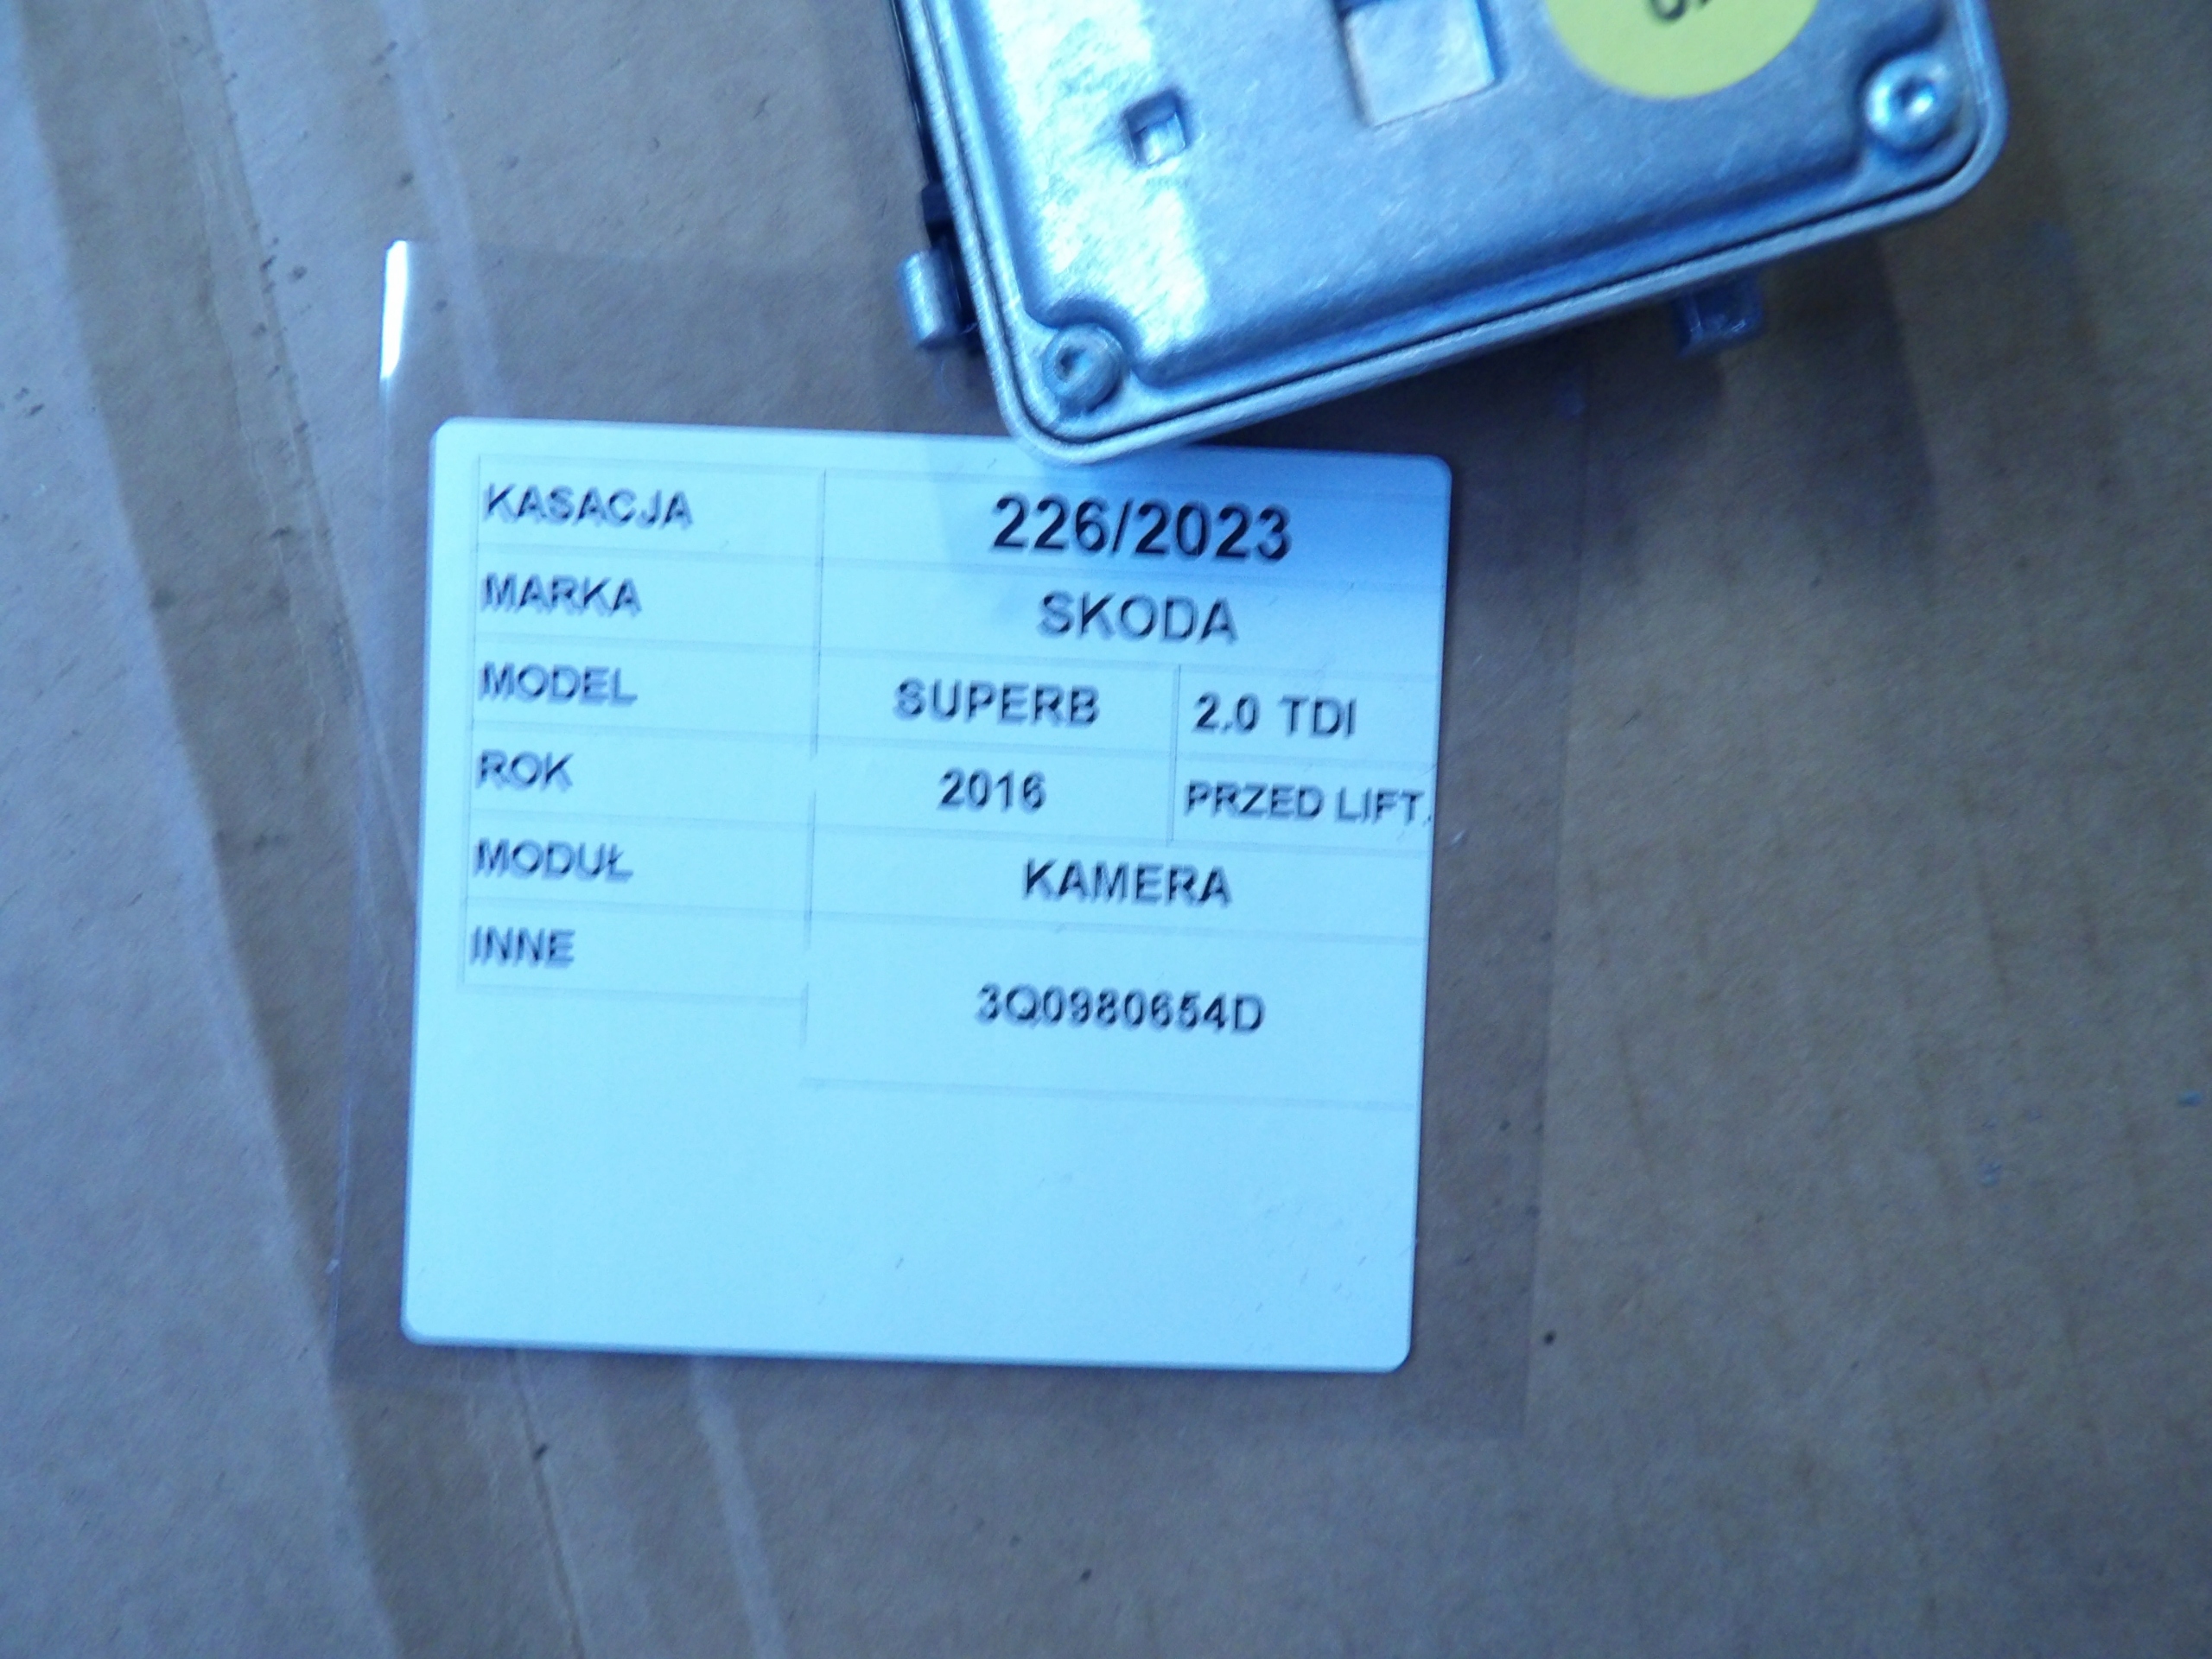 KASACJA 226/2023
MARKA SKODA
MODEL SUPERB 2.0 TDI
ROK 2016 PRZED LIFT.
MODUŁ KAMERA
INNE 3Q0980654D